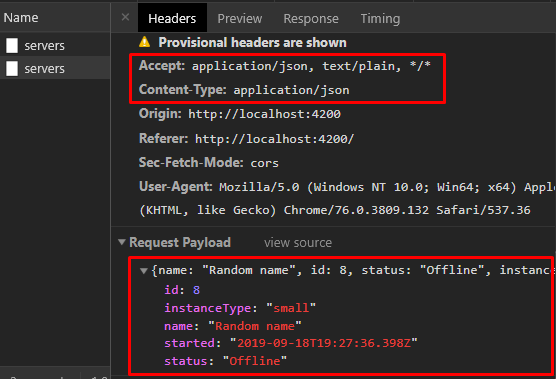 Name
servers
servers
× Headers Preview Response Timing
Provisional headers are shown
Accept: application/json, text/plain, */*
Content-Type: application/json
Origin: http://localhost:4200
Referer: http://localhost:4200/
Sec-Fetch-Mode: cors
User-Agent: Mozilla/5.0 (Windows NT 10.0; Win64; x64) Appl
(KHTML, like Gecko) Chrome/76.0.3809.132 Safari/537.36
▼ Request Payload view source
▼ {name: "Random name", id: 8, status: "Offline", instance
id: 8
instanceType: "small"
name: "Random name"
started: "2019-09-18T19:27:36.398Z"
status: "Offline"